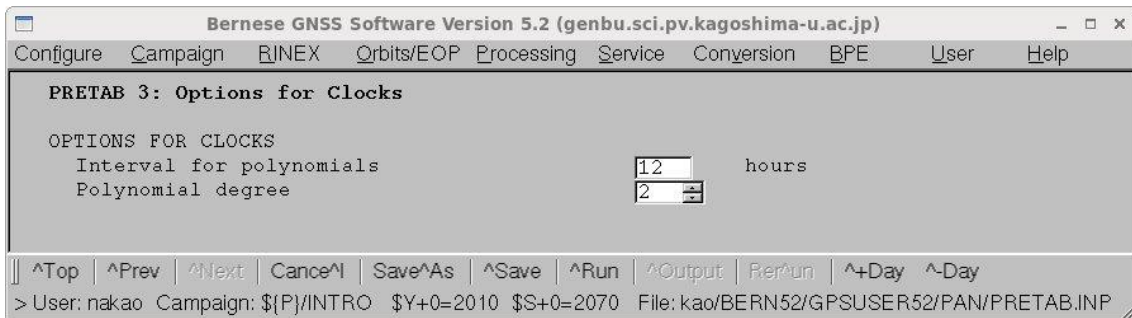 Bernese GNSS Software Version 5.2 (genbu.sci.pv.kagoshima-u.ac.jp)
Configure Campaign RINEX Orbits/EOP Processing Service Conversion BPE User Help
PRETAB 3: Options for Clocks
OPTIONS FOR CLOCKS
Interval for polynomials 12 hours
Polynomial degree 2
^Top ^Prev ^Next Cance^l Save^As ^Save ^Run ^Output Rer^un ^+Day ^-Day
> User: nakao Campaign: ${P}/INTRO $Y+0=2010 $S+0=2070 File: kao/BERN52/GPSUSER52/PAN/PRETAB.INP